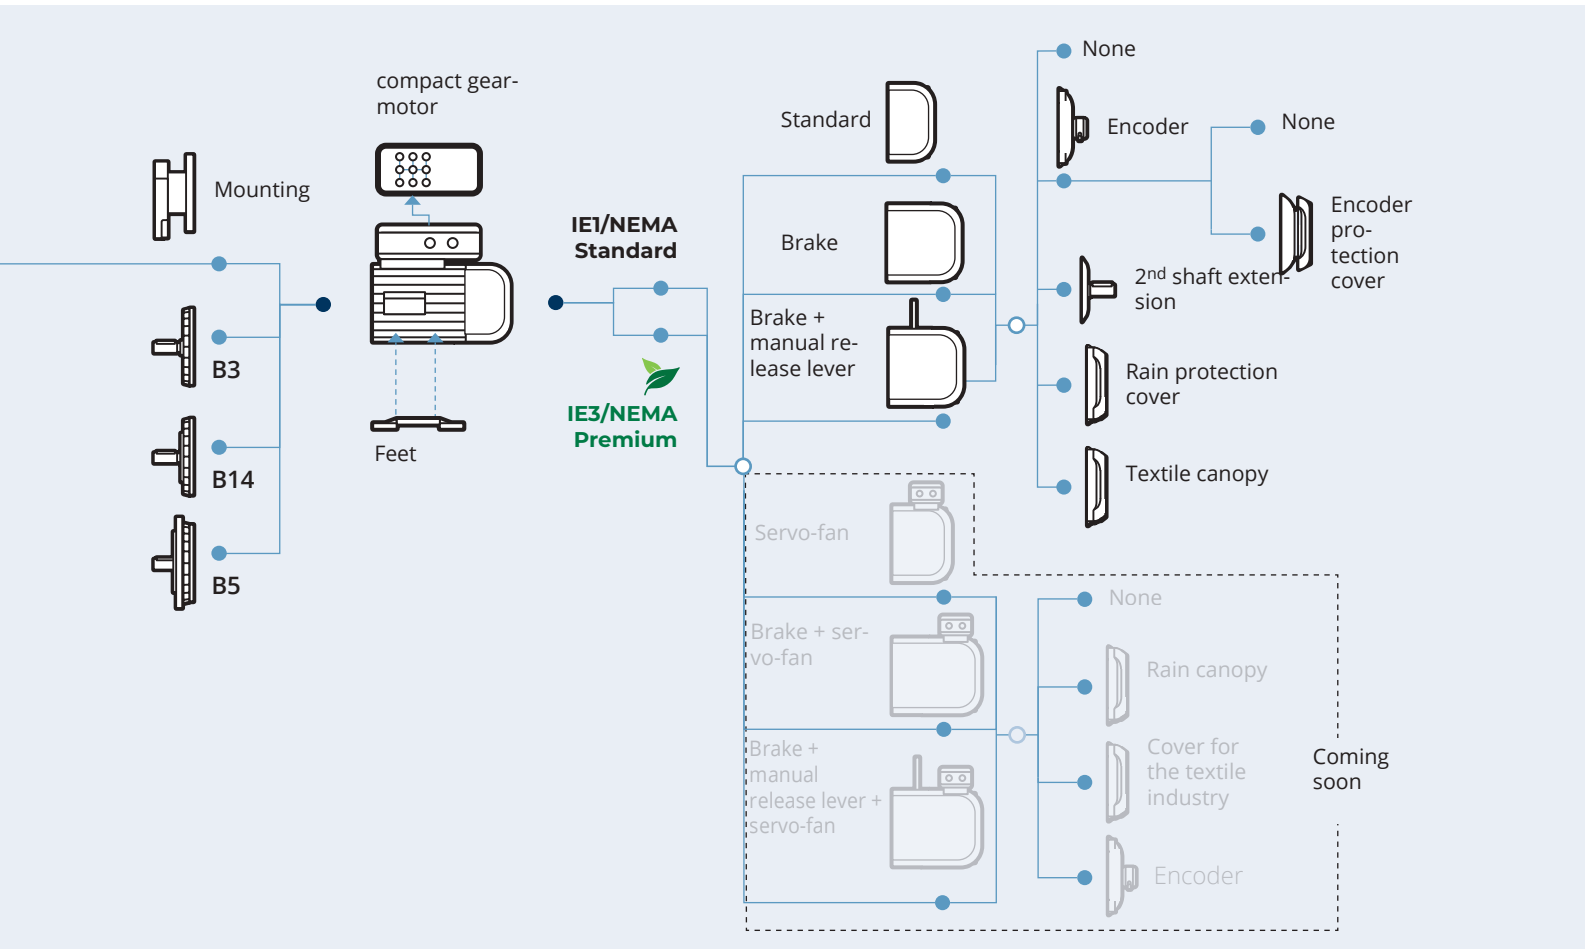 compact gear-
motor
Mounting
B3
B14
B5
Feet
IE1/NEMA
Standard
IE3/NEMA
Premium
Standard
Brake
Brake +
manual re-
lease lever
None
Encoder
None
Encoder
pro-
tection
cover
2nd shaft exten-
sion
Rain protection
cover
Textile canopy
Servo-fan
Brake + ser-
vo-fan
Brake +
manual
release lever +
servo-fan
None
Rain canopy
Cover for
the textile
industry
Encoder
Coming
soon